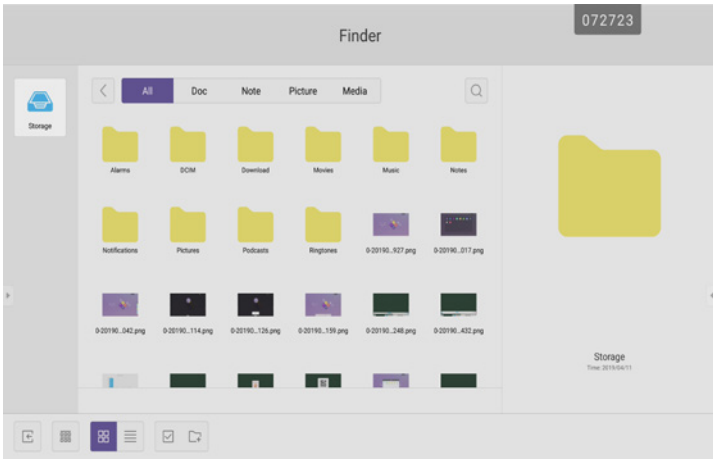 Finder
072723
Storage
All Doc Note Picture Media
Alarms DCIM Download Movies Music Notes
Notifications Pictures Podcasts Ringtones 0-20190...927.png 0-20190...017.png
0-20190...042.png 0-20190...114.png 0-20190...126.png 0-20190...159.png 0-20190...248.png 0-20190...432.png
Storage
Time: 2019/04/11